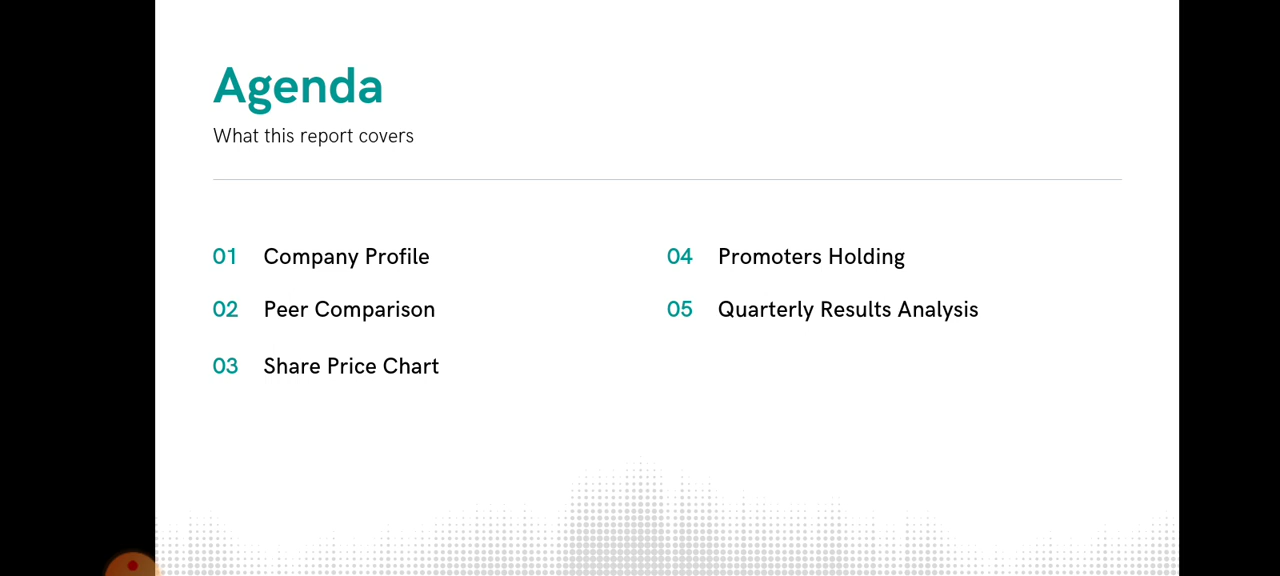 Agenda
What this report covers
01 Company Profile
02 Peer Comparison
03 Share Price Chart
04 Promoters Holding
05 Quarterly Results Analysis